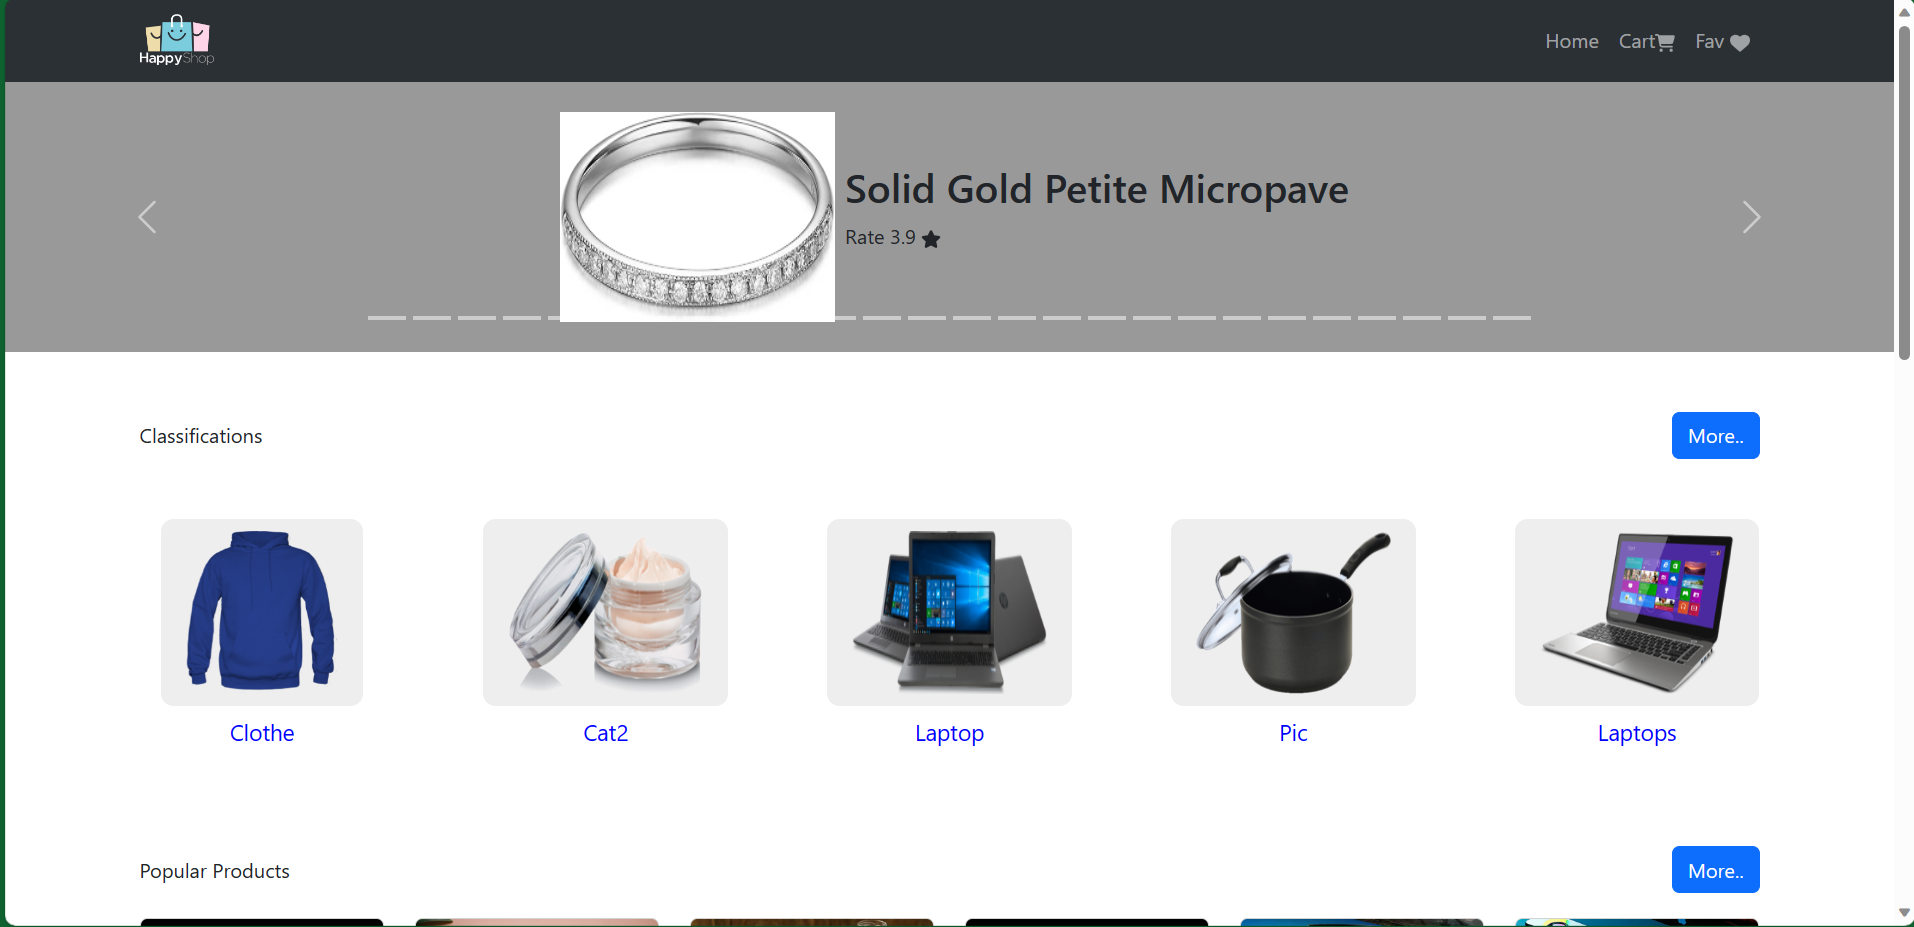 HappyShop
Home Cart Fav
Solid Gold Petite Micropave
Rate 3.9
Classifications
More..
Clothe
Cat2
Laptop
Pic
Laptops
Popular Products
More..